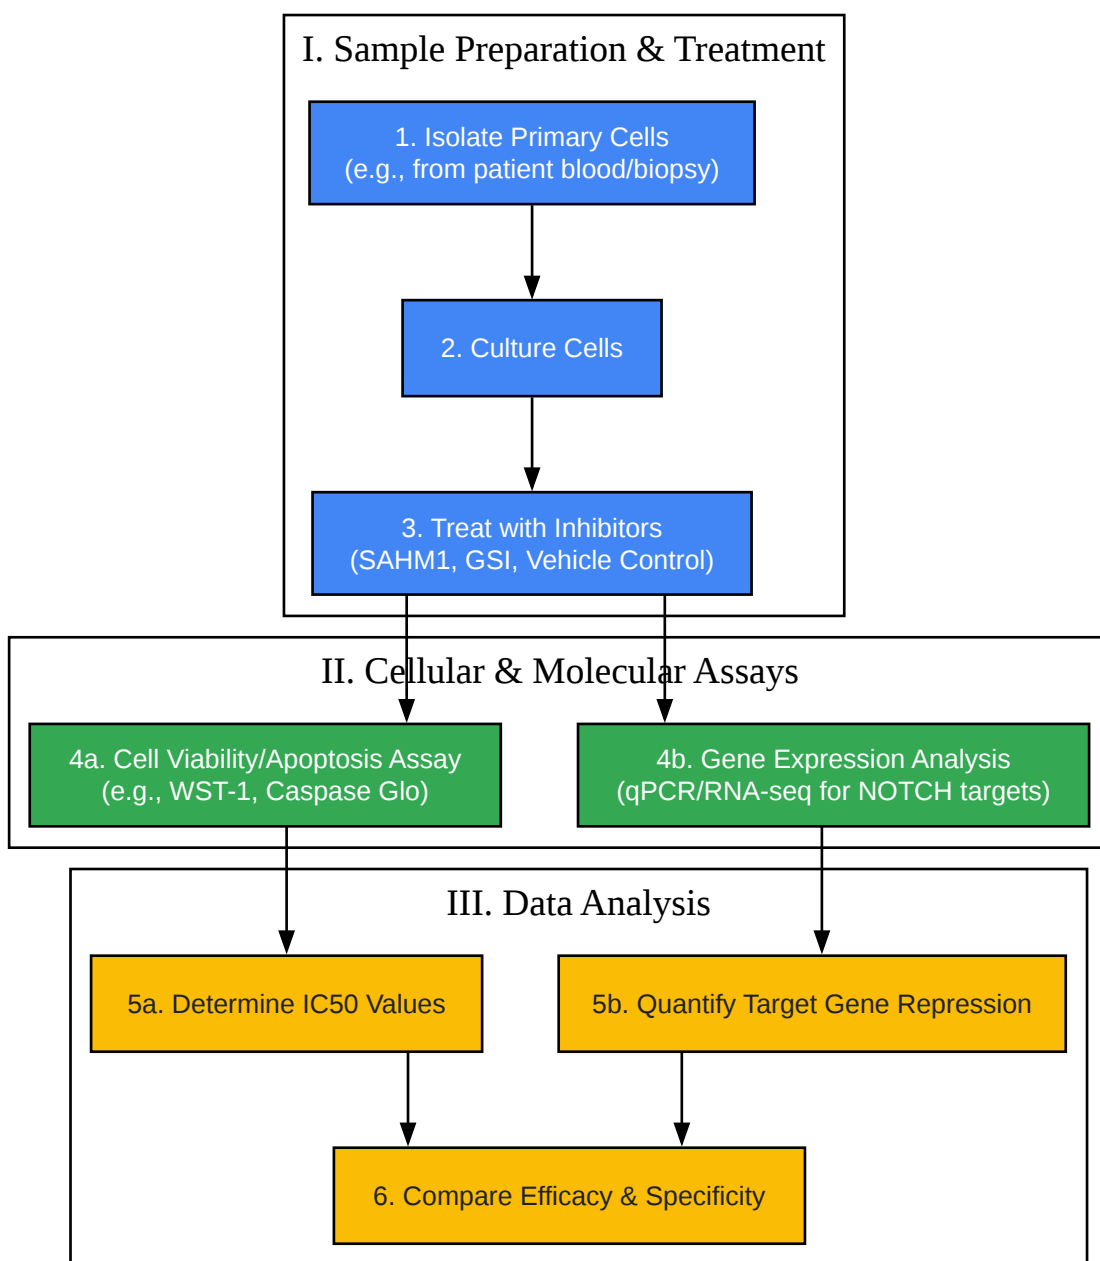 I. Sample Preparation & Treatment
1. Isolate Primary Cells
(e.g., from patient blood/biopsy)
2. Culture Cells
3. Treat with Inhibitors
(SAHM1, GSI, Vehicle Control)
II. Cellular & Molecular Assays
4a. Cell Viability/Apoptosis Assay
(e.g., WST-1, Caspase Glo)
4b. Gene Expression Analysis
(qPCR/RNA-seq for NOTCH targets)
III. Data Analysis
5a. Determine IC50 Values
5b. Quantify Target Gene Repression
6. Compare Efficacy & Specificity